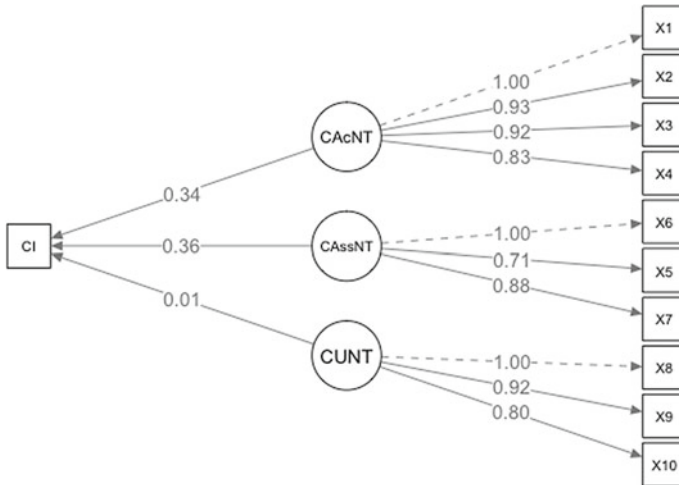 X1
X2
1.00
0.93
X3
CAcNT
0.92
0.83
X4
0.34
X6
1.00
CI
0.36
CAssNT
0.71
X5
0.88
0.01
X7
CUNT
1.00
X8
0.92
X9
0.80
X10